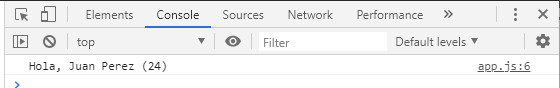 Elements Console Sources Network Performance »
top Filter Default levels
Hola, Juan Perez (24) app.js:6